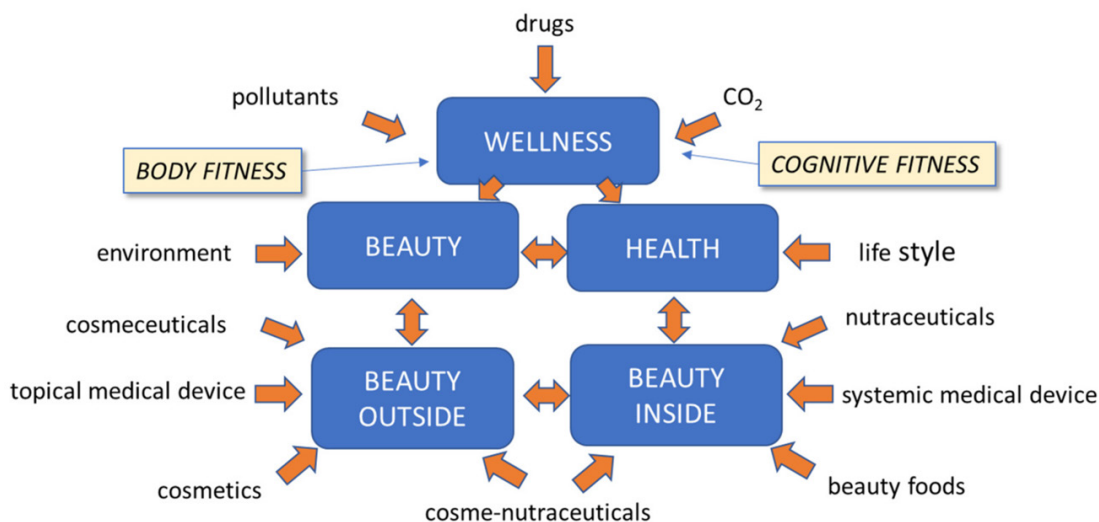 drugs
pollutants
CO₂
WELLNESS
BODY FITNESS
COGNITIVE FITNESS
BEAUTY
HEALTH
environment
life style
cosmeceuticals
nutraceuticals
BEAUTY
OUTSIDE
BEAUTY
INSIDE
topical medical device
systemic medical device
cosmetics
beauty foods
cosme-nutraceuticals